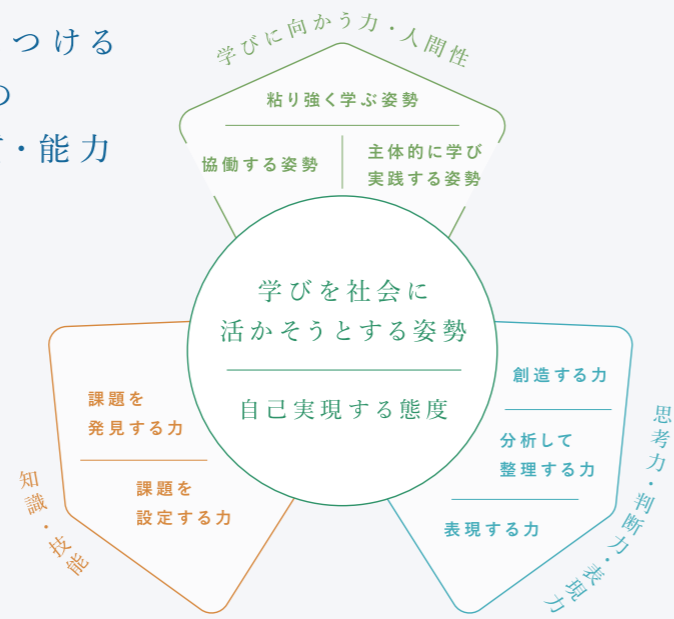 つける
の
・能力
学びに向かう力・人間性
粘り強く学ぶ姿勢
協働する姿勢
主体的に学び
実践する姿勢
学びを社会に
活かそうとする姿勢
自己実現する態度
課題を
発見する力
課題を
設定する力
知識・技能
創造する力
分析して
整理する力
表現する力
思考力・判断力・表現力